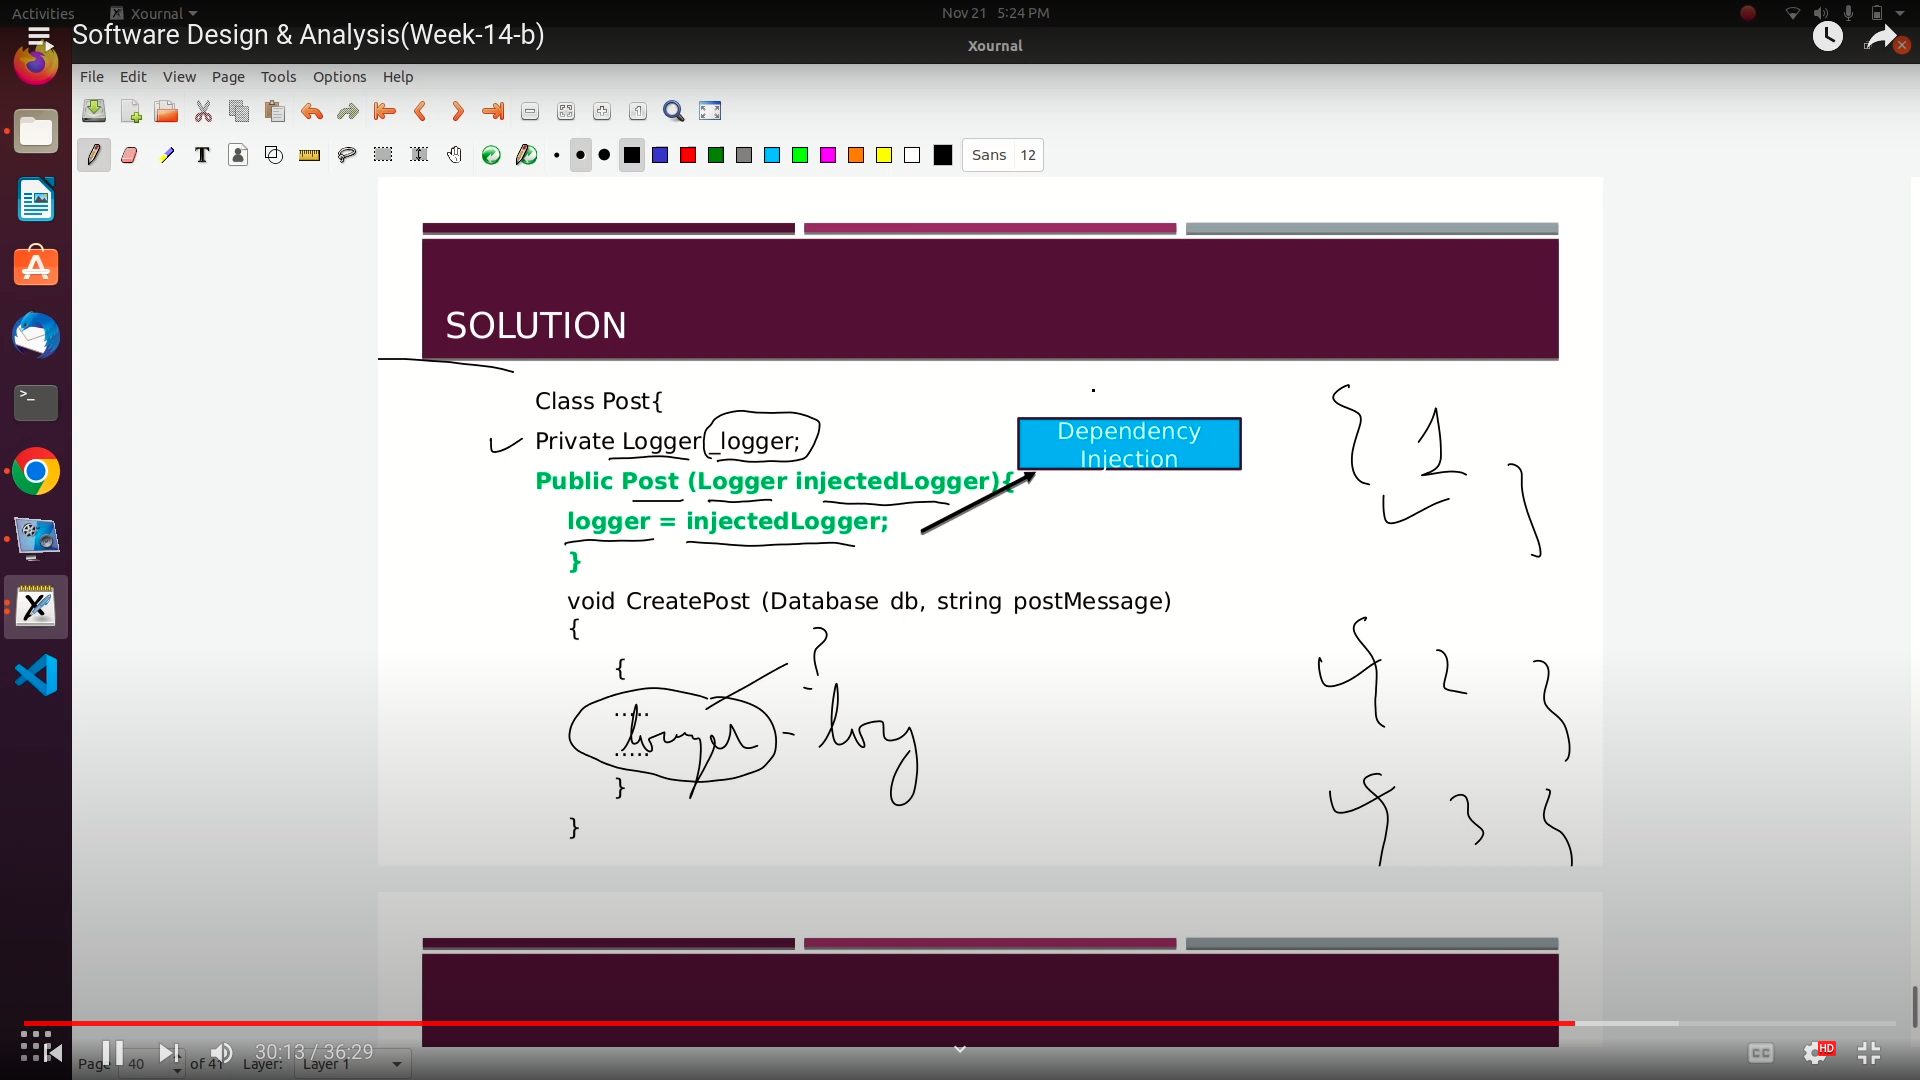 Activities Xournal Nov 21 5:24 PM
Software Design & Analysis(Week-14-b)
Xournal
File Edit View Page Tools Options Help
T Sans 12
SOLUTION
Class Post{
Private Logger _logger;
Public Post (Logger injectedLogger){
logger = injectedLogger;
}
Dependency
Injection
void CreatePost (Database db, string postMessage)
{
{
.....
logger - log
.....
}
}
?
{ 1 }
{ 2 }
{ 3 }
30:13 / 36:29
CC HD
Page 40 of 41 Layer: Layer 1